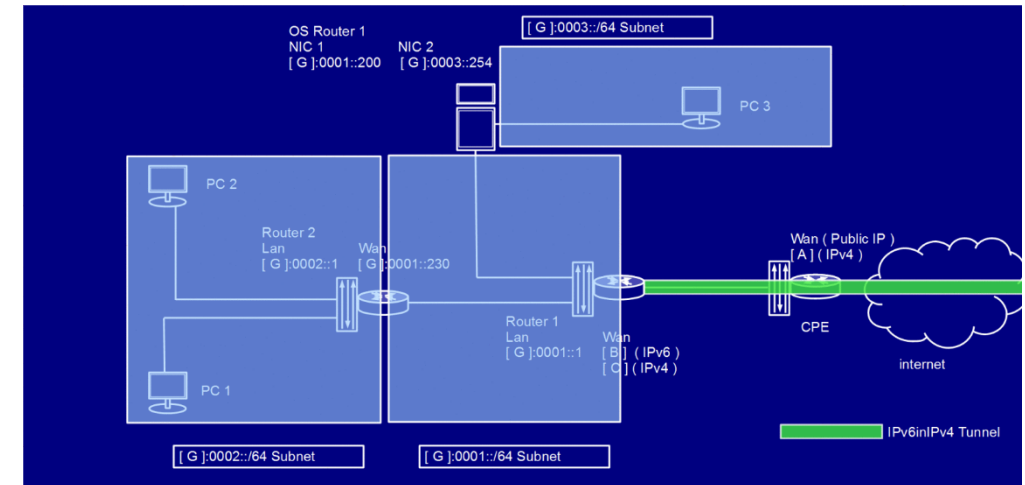 [ G ]:0003::/64 Subnet
OS Router 1
NIC 1
[ G ]:0001::200
NIC 2
[ G ]:0003::254
PC 3
PC 2
Router 2
Lan
[ G ]:0002::1
Wan
[ G ]:0001::230
Wan ( Public IP )
[ A ] ( IPv4 )
CPE
Router 1
Lan
[ G ]:0001::1
Wan
[ B ] ( IPv6 )
[ C ] ( IPv4 )
internet
PC 1
IPv6inIPv4 Tunnel
[ G ]:0002::/64 Subnet
[ G ]:0001::/64 Subnet